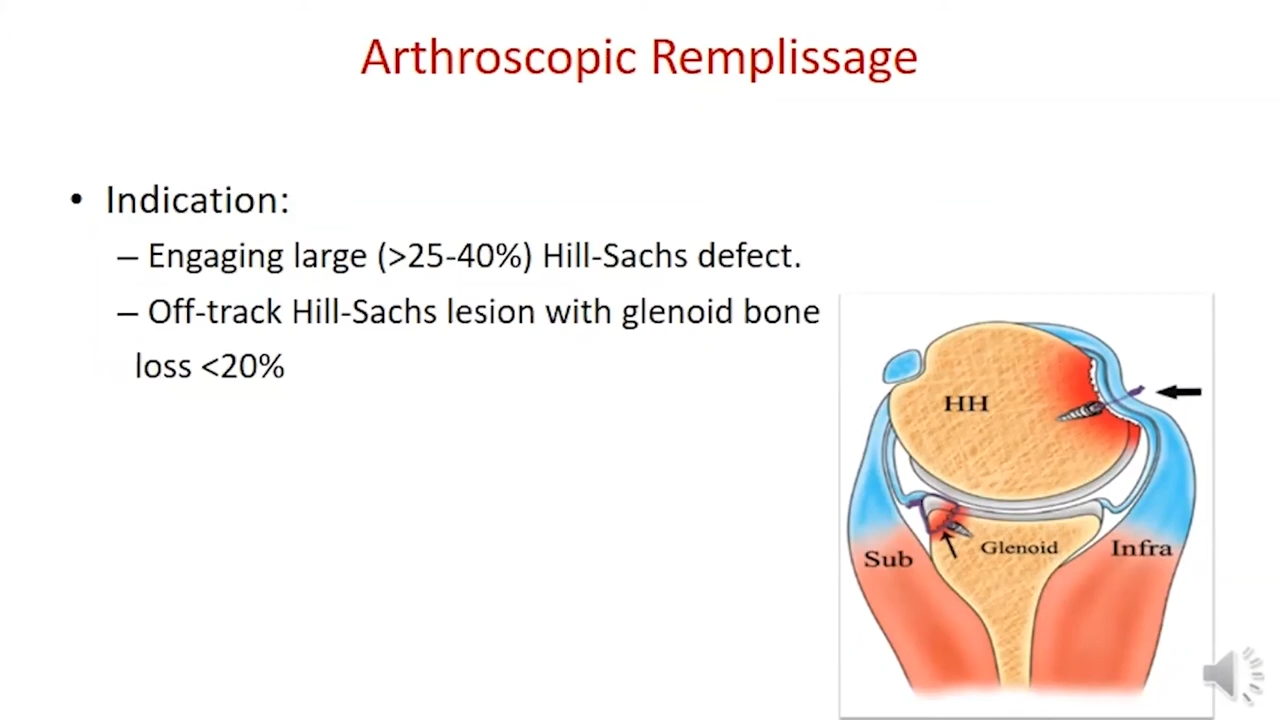 Arthroscopic Remplissage
• Indication:
– Engaging large (>25-40%) Hill-Sachs defect.
– Off-track Hill-Sachs lesion with glenoid bone
loss <20%
HH
Sub
Glenoid
Infra